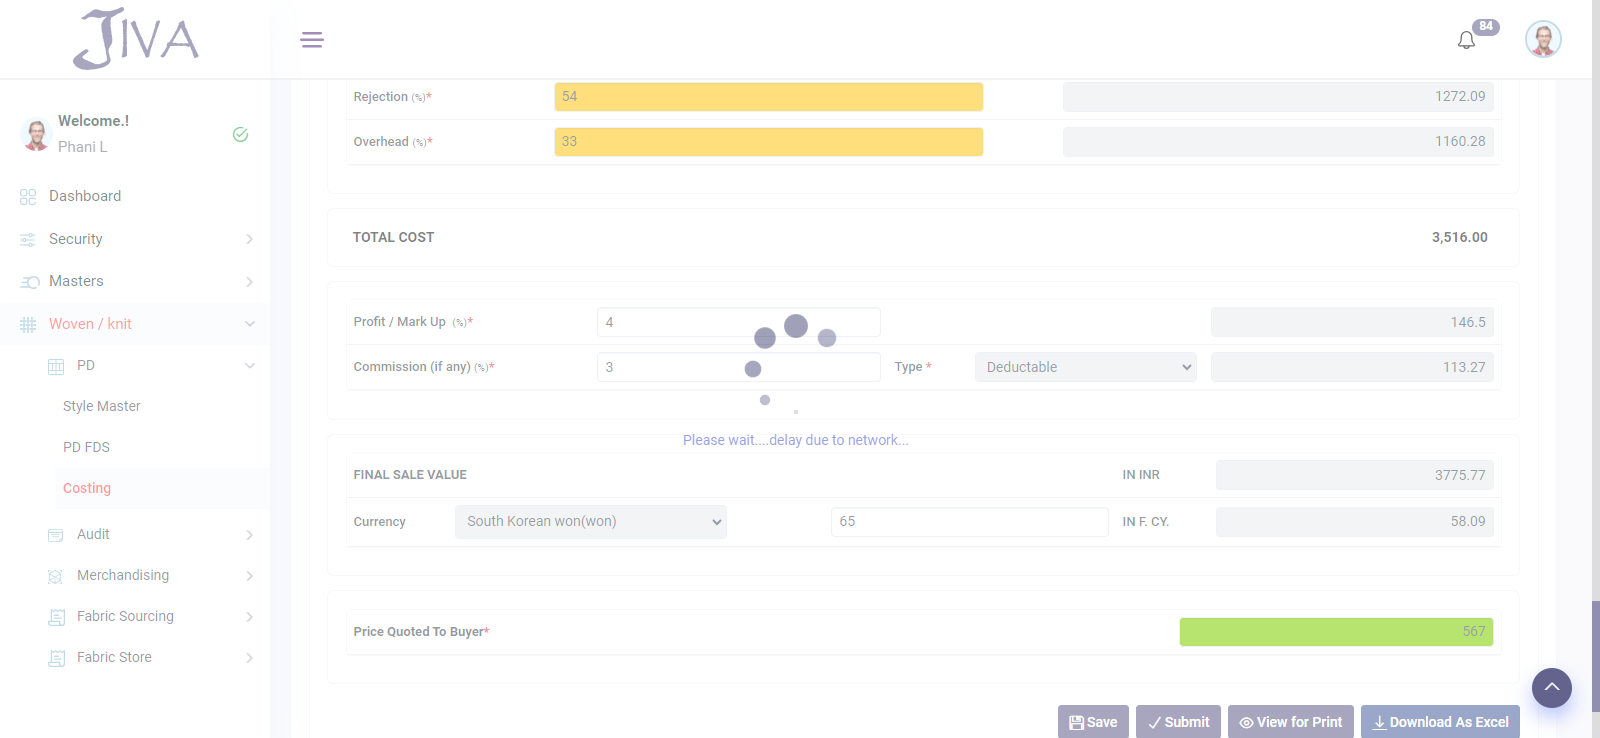 JIVA
84
Welcome.!
Phani L
Dashboard
Security
Masters
Woven / knit
PD
Style Master
PD FDS
Costing
Audit
Merchandising
Fabric Sourcing
Fabric Store
Rejection (%)* 54 1272.09
Overhead (%)* 33 1160.28
TOTAL COST 3,516.00
Profit / Mark Up (%)* 4 146.5
Commission (if any) (%)* 3 Type * Deductable 113.27
Please wait....delay due to network...
FINAL SALE VALUE IN INR 3775.77
Currency South Korean won(won) 65 IN F. CY. 58.09
Price Quoted To Buyer* 567
Save Submit View for Print Download As Excel